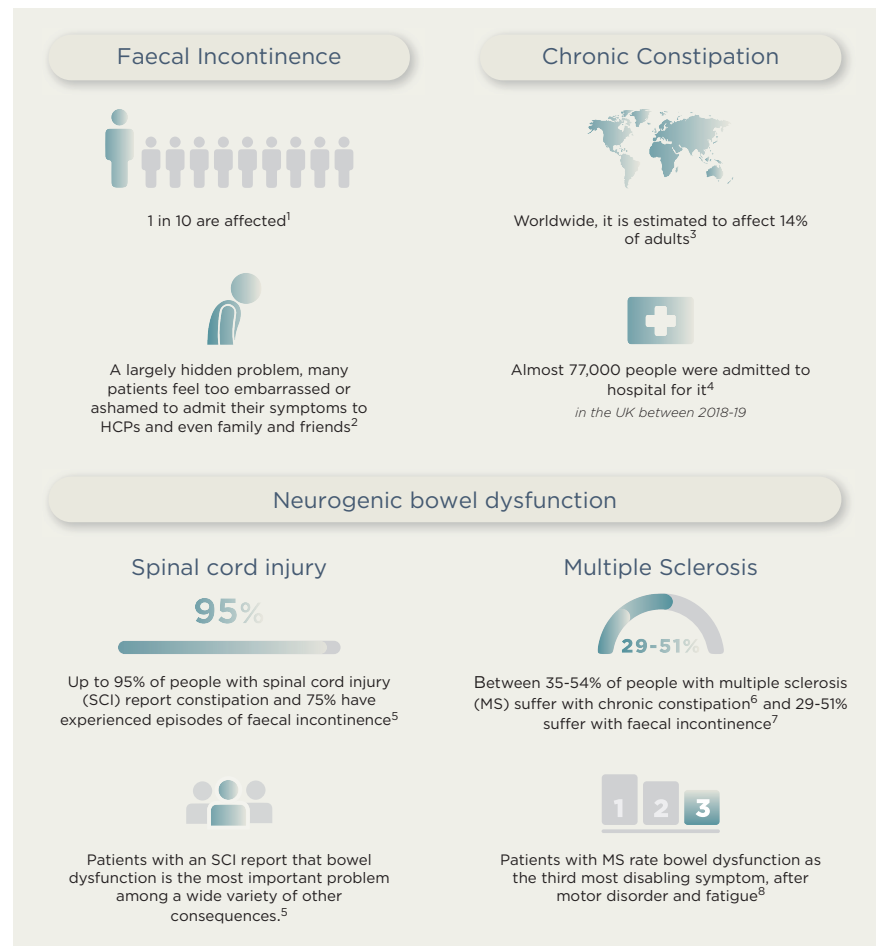 Faecal Incontinence
1 in 10 are affected1
A largely hidden problem, many
patients feel too embarrassed or
ashamed to admit their symptoms to
HCPs and even family and friends2
Chronic Constipation
Worldwide, it is estimated to affect 14%
of adults3
Almost 77,000 people were admitted to
hospital for it4
in the UK between 2018-19
Neurogenic bowel dysfunction
Spinal cord injury
95%
Up to 95% of people with spinal cord injury
(SCI) report constipation and 75% have
experienced episodes of faecal incontinence5
Patients with an SCI report that bowel
dysfunction is the most important problem
among a wide variety of other
consequences.5
Multiple Sclerosis
29-51%
Between 35-54% of people with multiple sclerosis
(MS) suffer with chronic constipation6 and 29-51%
suffer with faecal incontinence7
1 2 3
Patients with MS rate bowel dysfunction as
the third most disabling symptom, after
motor disorder and fatigue8